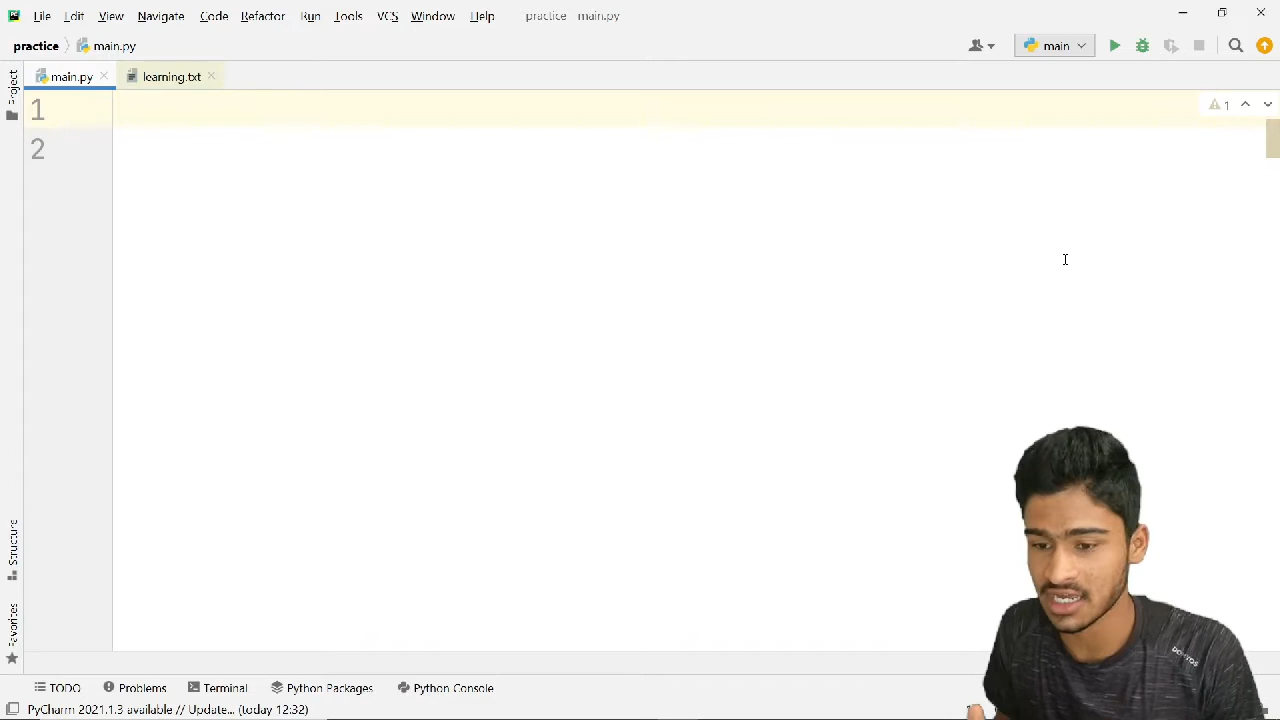 File Edit View Navigate Code Refactor Run Tools VCS Window Help practice - main.py
practice main.py main
main.py learning.txt
1
1
2
Project
Structure
Favorites
TODO Problems Terminal Python Packages Python
PyCharm 2021.1.3 available // Update... (today 12:32)